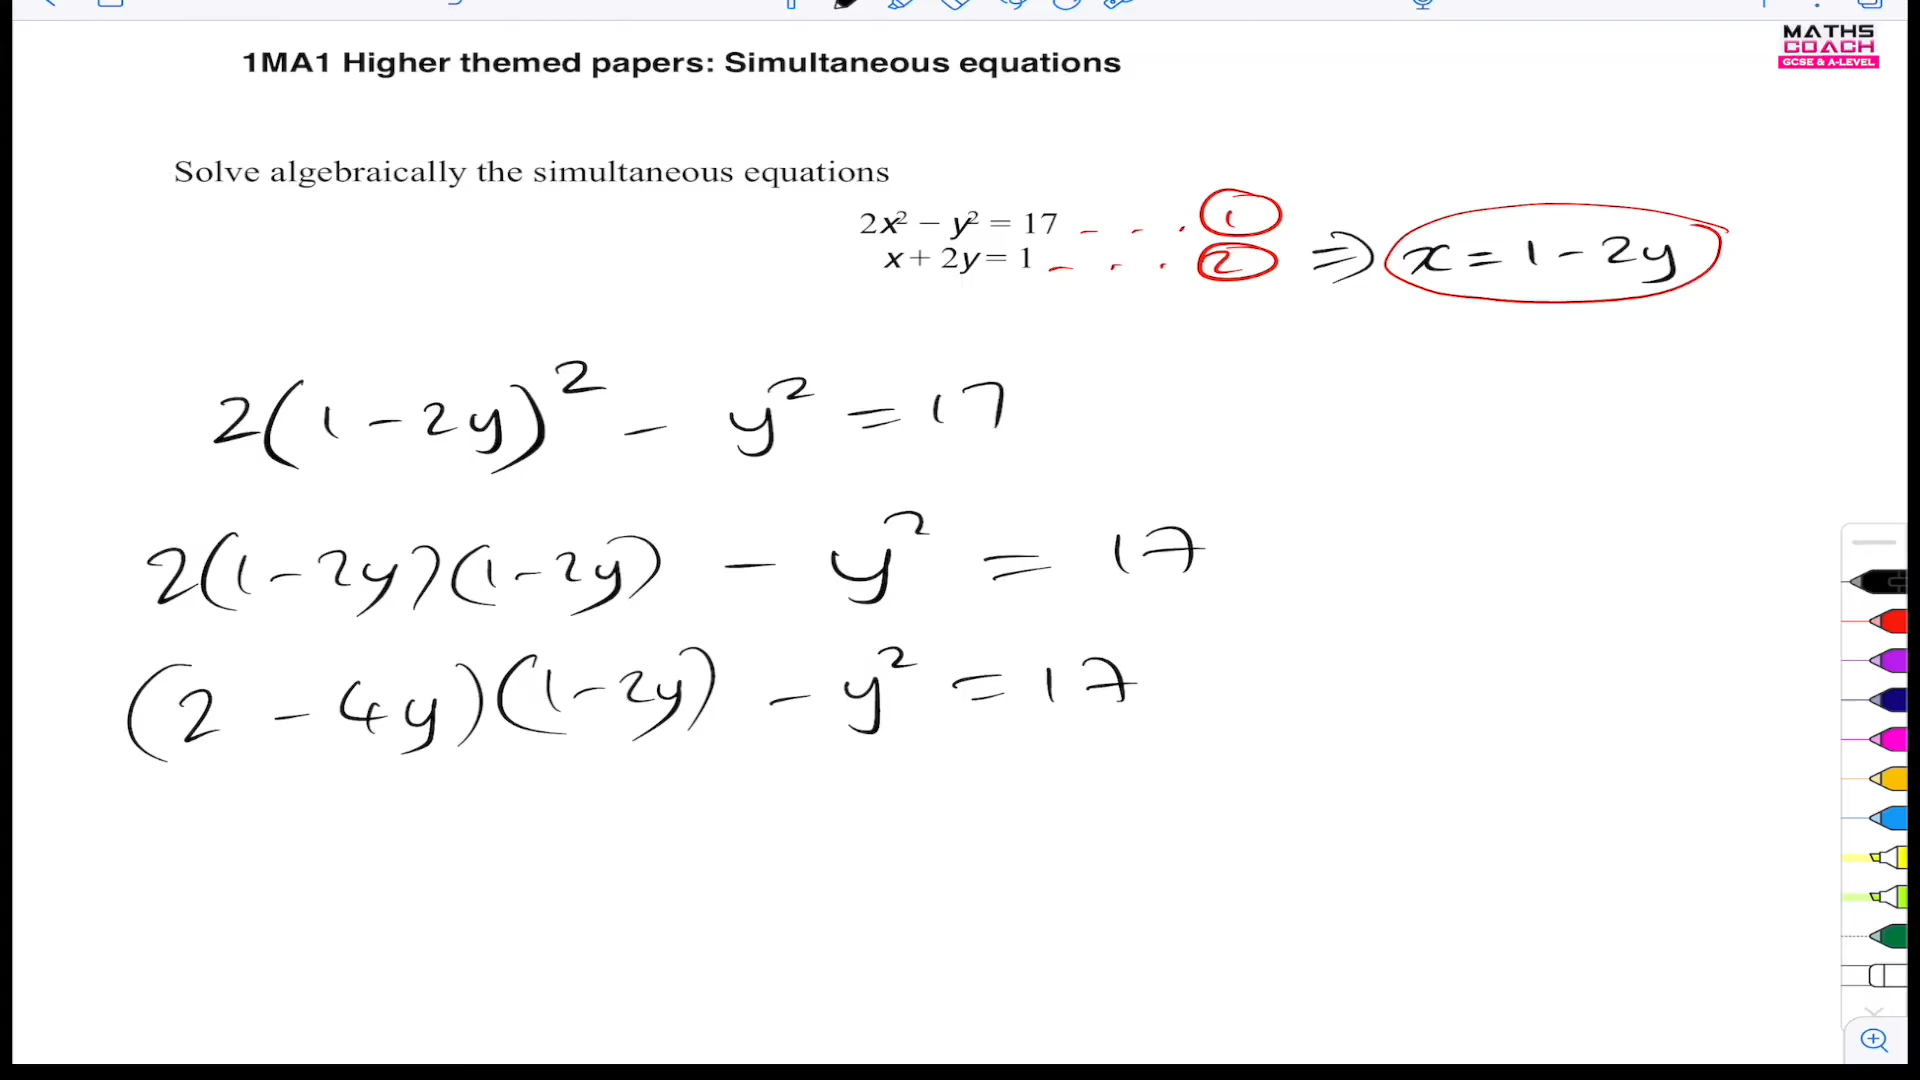 MATHS
COACH
GCSE & A-LEVEL
1MA1 Higher themed papers: Simultaneous equations
Solve algebraically the simultaneous equations
2x² − y² = 17 - - . ①
x + 2y = 1 - - . ② ⇒ x = 1 - 2y
2(1 - 2y)² - y² = 17
2(1 - 2y)(1 - 2y) - y² = 17
(2 - 4y)(1 - 2y) - y² = 17